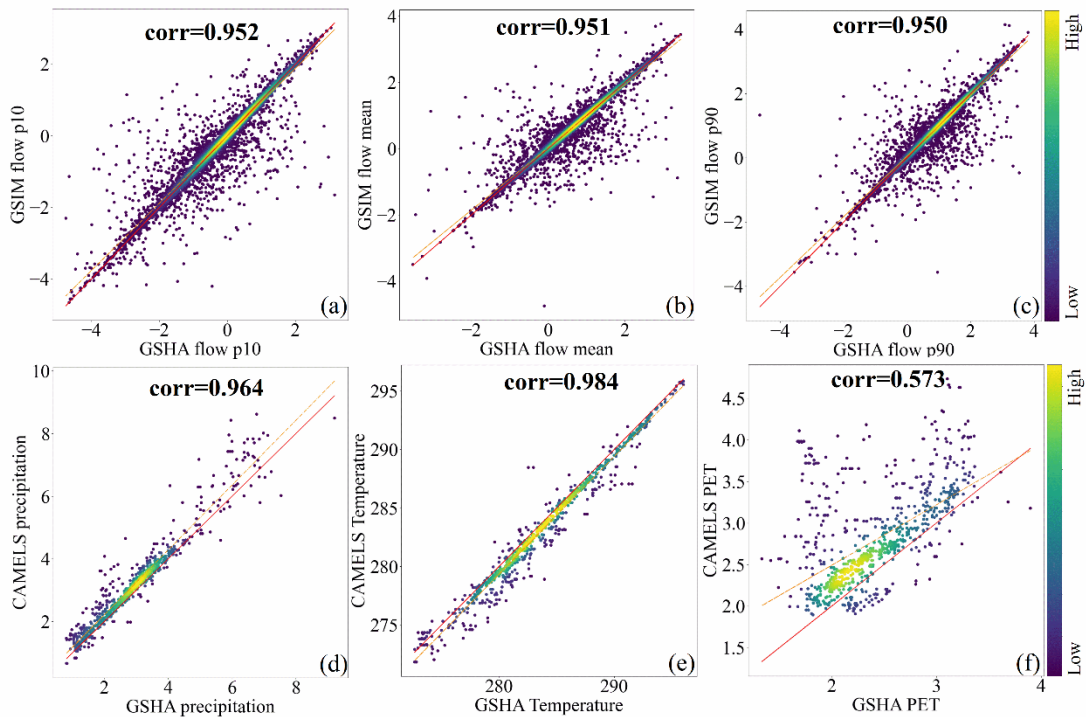 corr=0.952
GSIM flow p10
2
0
−2
−4
−4
−2
0
2
GSHA flow p10
(a)
corr=0.951
GSIM flow mean
4
2
0
−2
−4
−2
0
2
GSHA flow mean
(b)
corr=0.950
GSIM flow p90
4
2
0
−2
−4
−4
−2
0
2
4
GSHA flow p90
(c)
High
Low
corr=0.964
CAMELS precipitation
10
8
6
4
2
2
4
6
8
GSHA precipitation
(d)
corr=0.984
CAMELS Temperature
295
290
285
280
275
280
290
GSHA Temperature
(e)
corr=0.573
CAMELS PET
4.5
4.0
3.5
3.0
2.5
2.0
1.5
2
3
4
GSHA PET
(f)
High
Low